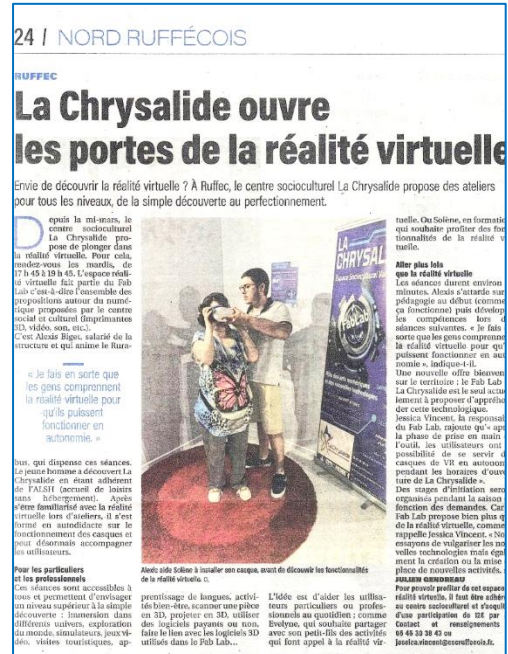 24 / NORD RUFFÉCOIS
RUFFEC
La Chrysalide ouvre
les portes de la réalité virtuelle
Envie de découvrir la réalité virtuelle ? À Ruffec, le centre socioculturel La Chrysalide propose des ateliers
pour tous les niveaux, de la simple découverte au perfectionnement.
Depuis la mi-mars, le
centre socioculturel
La Chrysalide pro-
pose de plonger dans
la réalité virtuelle. Pour cela,
rendez-vous les mardis, de
17 h 45 à 19 h 45. L'espace réali-
té virtuelle fait partie du Fab
Lab c'est-à-dire l'ensemble des
propositions autour du numé-
rique proposées par le centre
social et culturel (imprimantes
3D, vidéo, son, etc.).
C'est Alexis Biget, salarié de la
structure et qui anime le Rura-
« Je fais en sorte que
les gens comprennent
la réalité virtuelle pour
qu'ils puissent
fonctionner en
autonomie. »
bus, qui dispense ces séances.
Le jeune homme a découvert La
Chrysalide en étant adhérent
de l'ALSH (accueil de loisirs
sans hébergement). Après
s'être familiarisé avec la réalité
virtuelle lors d'ateliers, il s'est
formé en autodidacte sur le
fonctionnement des casques et
peut désormais accompagner
les utilisateurs.
Pour les particuliers
et les professionnels
Ces séances sont accessibles à
tous et permettent d'envisager
un niveau supérieur à la simple
découverte : immersion dans
différents univers, exploration
du monde, simulateurs, jeux vi-
déo, visites touristiques, ap-
LA
CHRYSAL
Espace Socioculturel
FabLab
Alexis aide Solène à installer son casque, avant de découvrir les fonctionnalités
de la réalité virtuelle.
prentissage de langues, activi-
tés bien-être, scanner une pièce
en 3D, projeter en 3D, utiliser
des logiciels payants ou non,
faire le lien avec les logiciels 3D
utilisés dans le Fab Lab…
L'idée est d'aider les utilisa-
teurs particuliers ou profes-
sionnels au quotidien ; comme
Evelyne, qui souhaite partager
avec son petit-fils des activités
qui font appel à la réalité vir-
tuelle. Ou Solène, en formatio
qui souhaite profiter des fon
tionnalités de la réalité v
tuelle.
Aller plus loin
que la réalité virtuelle
Les séances durent environ
minutes. Alexis s'attarde sur
pédagogie au début (comme
ça fonctionne) puis dévelop
les compétences lors d
séances suivantes. « Je fais
sorte que les gens comprenne
la réalité virtuelle pour qu'
puissent fonctionner en aut
nomie », indique-t-il.
Une nouvelle offre bienven
sur le territoire : le Fab Lab
La Chrysalide est le seul actu
lement à proposer d'appréhe
der cette technologique.
Jessica Vincent, la responsal
du Fab Lab, rajoute qu'« apr
la phase de prise en main
l'outil, les utilisateurs ont
possibilité de se servir d
casques de VR en autonom
pendant les horaires d'ouve
ture de La Chrysalide ».
Des stages d'initiation sero
organisés pendant la saison
fonction des demandes. Car
Fab Lab propose bien plus q
de la réalité virtuelle, comme
rappelle Jessica Vincent. « No
essayons de vulgariser les no
velles technologies mais égal
ment la création ou la mise
place de nouvelles activités.
JULIEN GENDREAU
Pour pouvoir profiter de cet espace
réalité virtuelle, il faut être adhére
au centre socioculturel et s'acquit
d'une participation de 12€ par
Contact et renseignements
05 45 33 38 43 ou
jessica.vincent@cscruffecois.fr.